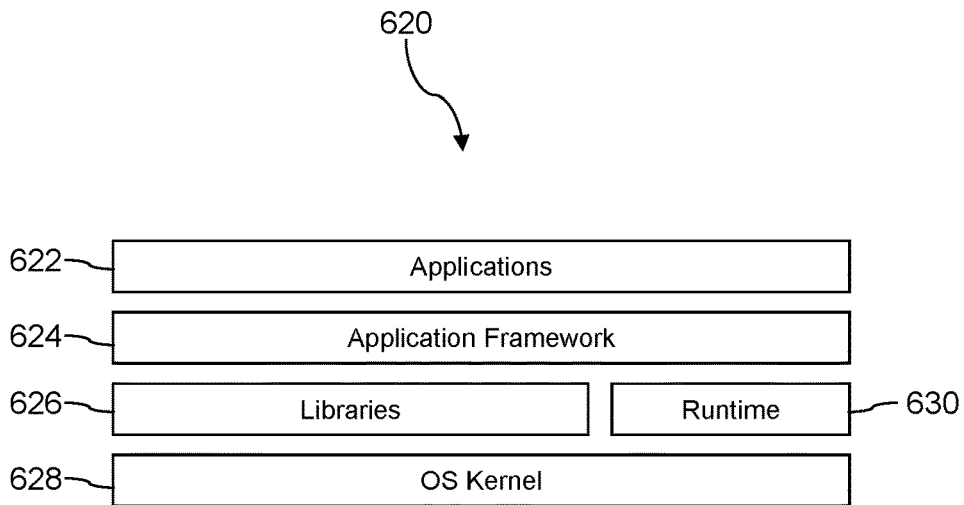 620
622 Applications
624 Application Framework
626 Libraries Runtime 630
628 OS Kernel